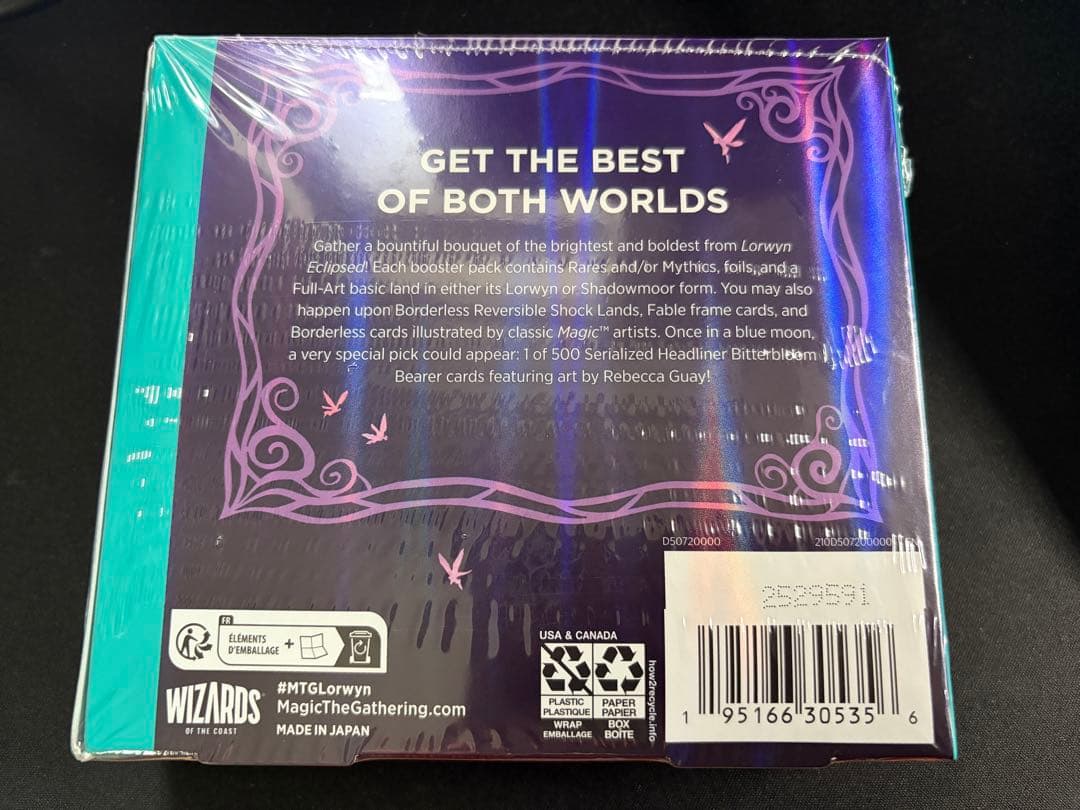 GET THE BEST
OF BOTH WORLDS
Gather a bountiful bouquet of the brightest and boldest from Lorwyn
Eclipsed! Each booster pack contains Rares and/or Mythics, foils, and a
Full-Art basic land in either its Lorwyn or Shadowmoor form. You may also
happen upon Borderless Reversible Shock Lands, Fable frame cards, and
Borderless cards illustrated by classic Magic™ artists. Once in a blue moon,
a very special pick could appear: 1 of 500 Serialized Headliner Bitterbloom
Bearer cards featuring art by Rebecca Guay!
D50720000
2529591
FR
ÉLÉMENTS
D'EMBALLAGE
+
WIZARDS
OF THE COAST
#MTGLorwyn
MagicTheGathering.com
MADE IN JAPAN
USA & CANADA
PLASTIC
PLASTIQUE
WRAP
EMBALLAGE
PAPER
PAPIER
BOX
BOÎTE
how2recycle.info
1 95166 30535 6